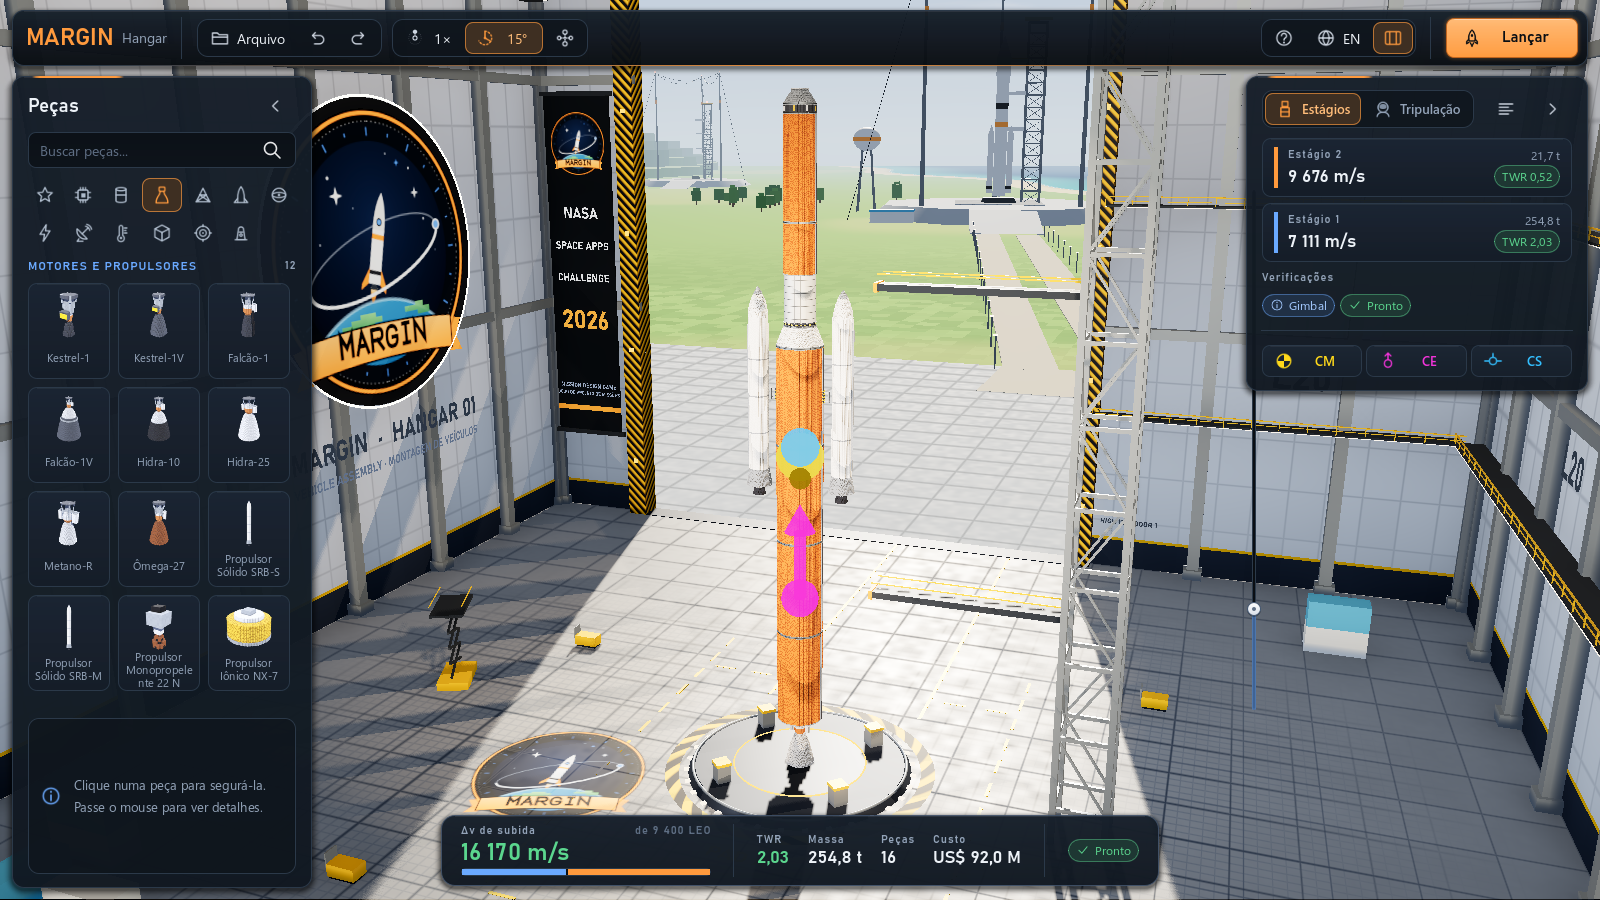 MARGIN Hangar
Arquivo
1×
15°
EN
Lançar
Peças
Buscar peças...
MOTORES E PROPULSORES 12
Kestrel-1
Kestrel-1V
Falcão-1
Falcão-1V
Hidra-10
Hidra-25
Metano-R
Ômega-27
Propulsor
Sólido SRB-S
Propulsor
Sólido SRB-M
Propulsor
Monopropele
nte 22 N
Propulsor
Iônico NX-7
Clique numa peça para segurá-la.
Passe o mouse para ver detalhes.
MARGIN
MARGIN - HANGAR 01
MARGIN
NASA
SPACE APPS
CHALLENGE
2026
MARGIN
Estágios
Tripulação
Estágio 2
21,7 t
9 676 m/s
TWR 0,52
Estágio 1
254,8 t
7 111 m/s
TWR 2,03
Verificações
Gimbal
Pronto
CM
CE
CS
Δv de subida
de 9 400 LEO
16 170 m/s
TWR
2,03
Massa
254,8 t
Peças
16
Custo
US$ 92,0 M
Pronto